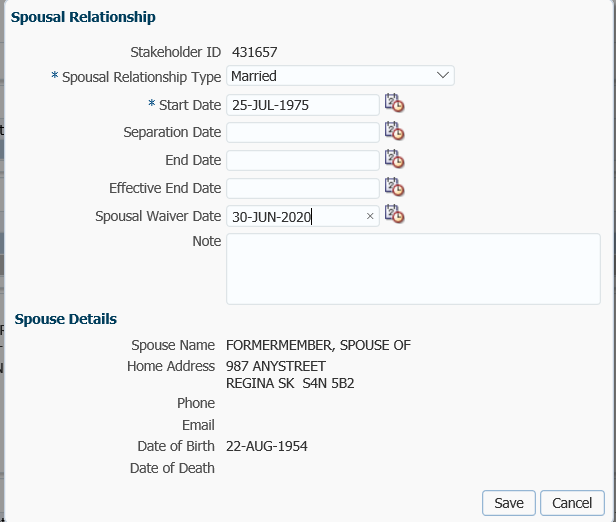 Spousal Relationship
Stakeholder ID 431657
* Spousal Relationship Type Married
* Start Date 25-JUL-1975
Separation Date
End Date
Effective End Date
Spousal Waiver Date 30-JUN-2020 ×
Note
Spouse Details
Spouse Name FORMERMEMBER, SPOUSE OF
Home Address 987 ANYSTREET
REGINA SK S4N 5B2
Phone
Email
Date of Birth 22-AUG-1954
Date of Death
Save Cancel